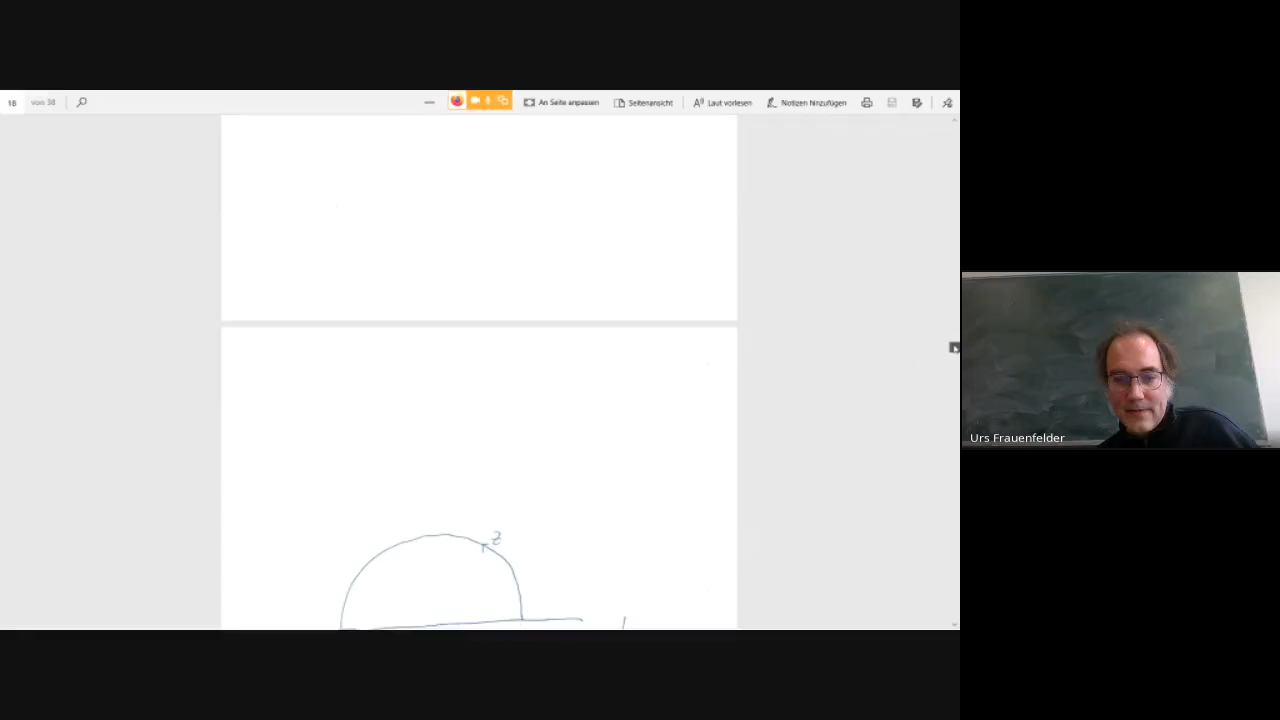 18 von 38 An Seite anpassen Seitenansicht Laut vorlesen Notizen hinzufügen
z
Urs Frauenfelder